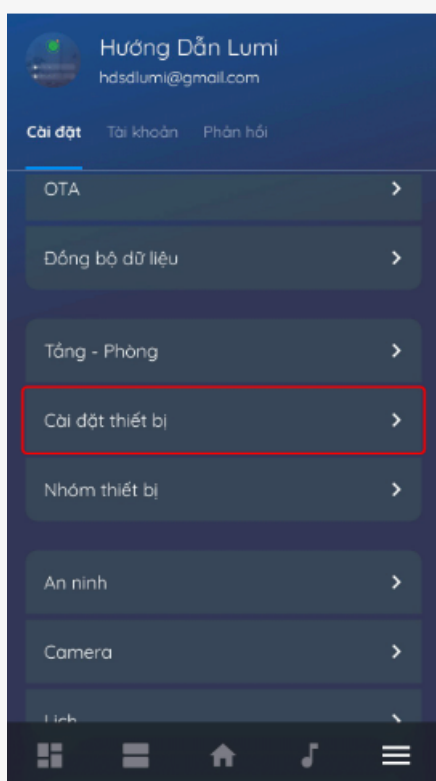 Hướng Dẫn Lumi
hdsdlumi@gmail.com
Cài đặt Tài khoản Phản hồi
OTA
Đồng bộ dữ liệu
Tầng - Phòng
Cài đặt thiết bị
Nhóm thiết bị
An ninh
Camera
Lịch